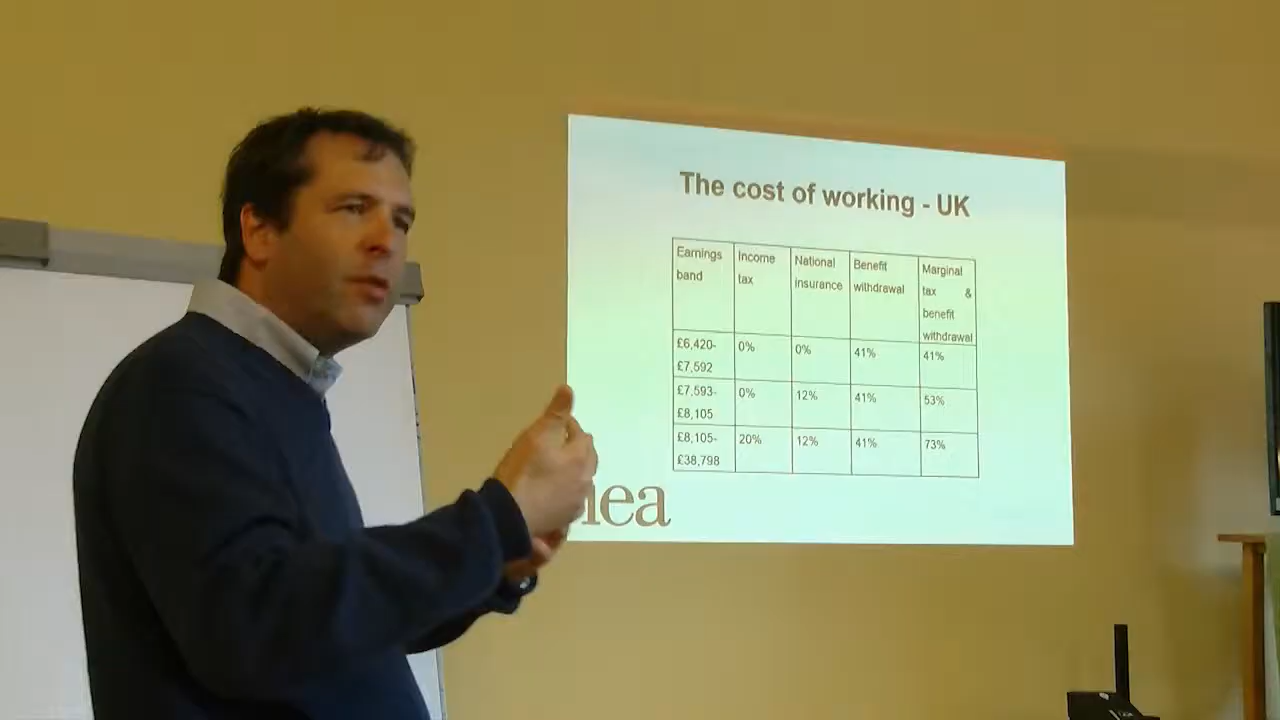 The cost of working - UK
Earnings band
Income tax
National insurance
Benefit withdrawal
Marginal tax & benefit withdrawal
£6,420-£7,592
0%
0%
41%
41%
£7,593-£8,105
0%
12%
41%
53%
£8,105-£38,798
20%
12%
41%
73%
iea